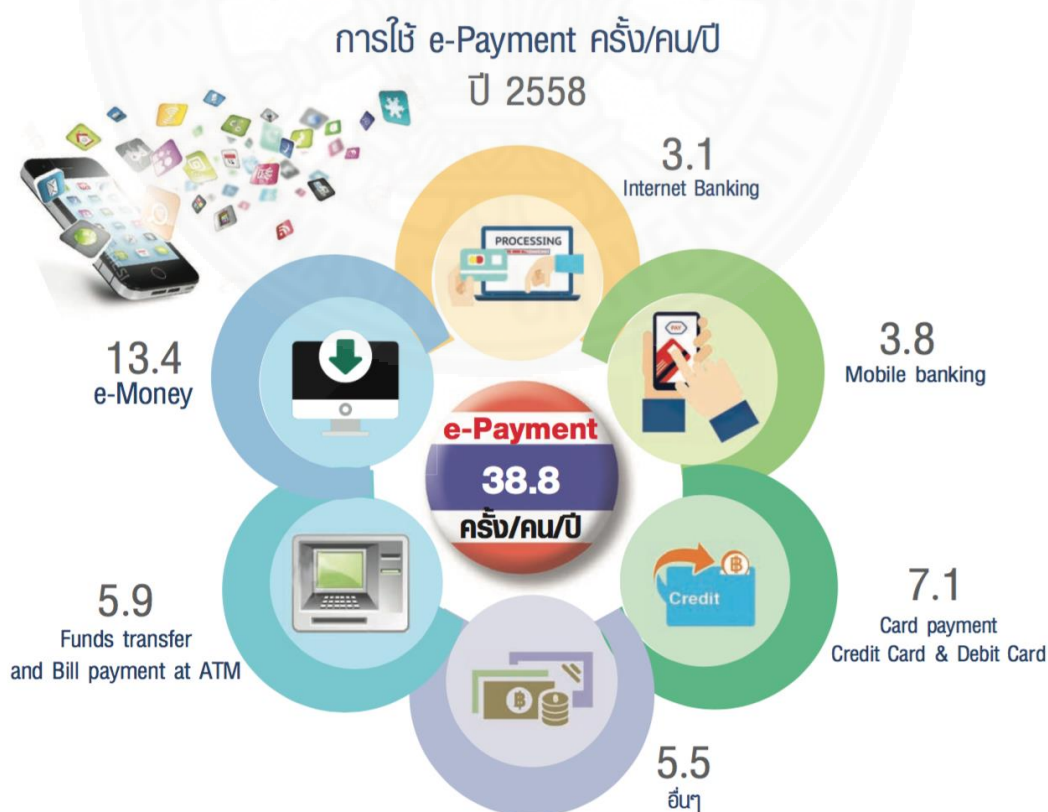 การใช้ e-Payment ครั้ง/คน/ปี
ปี 2558
3.1
Internet Banking
PROCESSING
PAY
3.8
Mobile banking
13.4
e-Money
e-Payment
38.8
ครั้ง/คน/ปี
Credit
7.1
Card payment
Credit Card & Debit Card
5.9
Funds transfer
and Bill payment at ATM
5.5
อื่นๆ